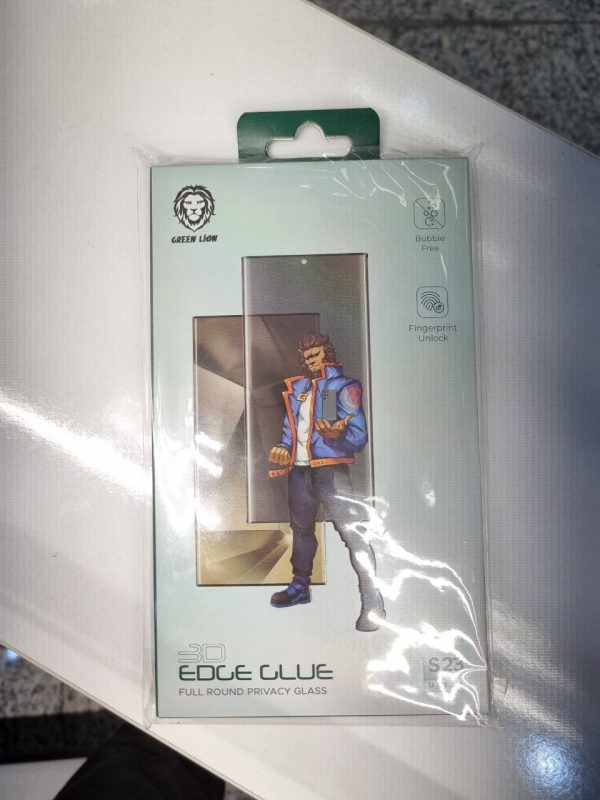 GREEN LION
Bubble
Free
Fingerprint
Unlock
3D
EDGE GLUE
FULL ROUND PRIVACY GLASS
S23